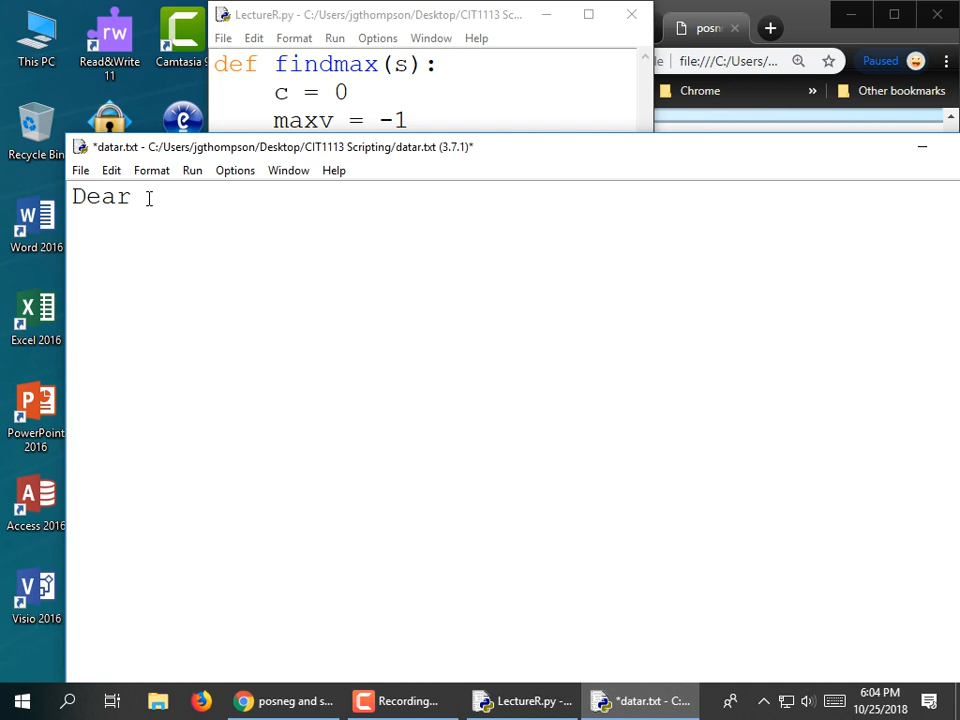 This PC
Read&Write 11
Camtasia 9
Recycle Bin
Word 2016
Excel 2016
PowerPoint 2016
Access 2016
Visio 2016
LectureR.py - C:/Users/jgthompson/Desktop/CIT1113 Sc...
File Edit Format Run Options Window Help
def findmax(s):
c = 0
maxv = -1
posn
Paused
file:///C:/Users/...
Chrome
»
Other bookmarks
*datar.txt - C:/Users/jgthompson/Desktop/CIT1113 Scripting/datar.txt (3.7.1)*
File Edit Format Run Options Window Help
Dear
posneg and s...
Recording...
LectureR.py -...
*datar.txt - C:...
6:04 PM
10/25/2018